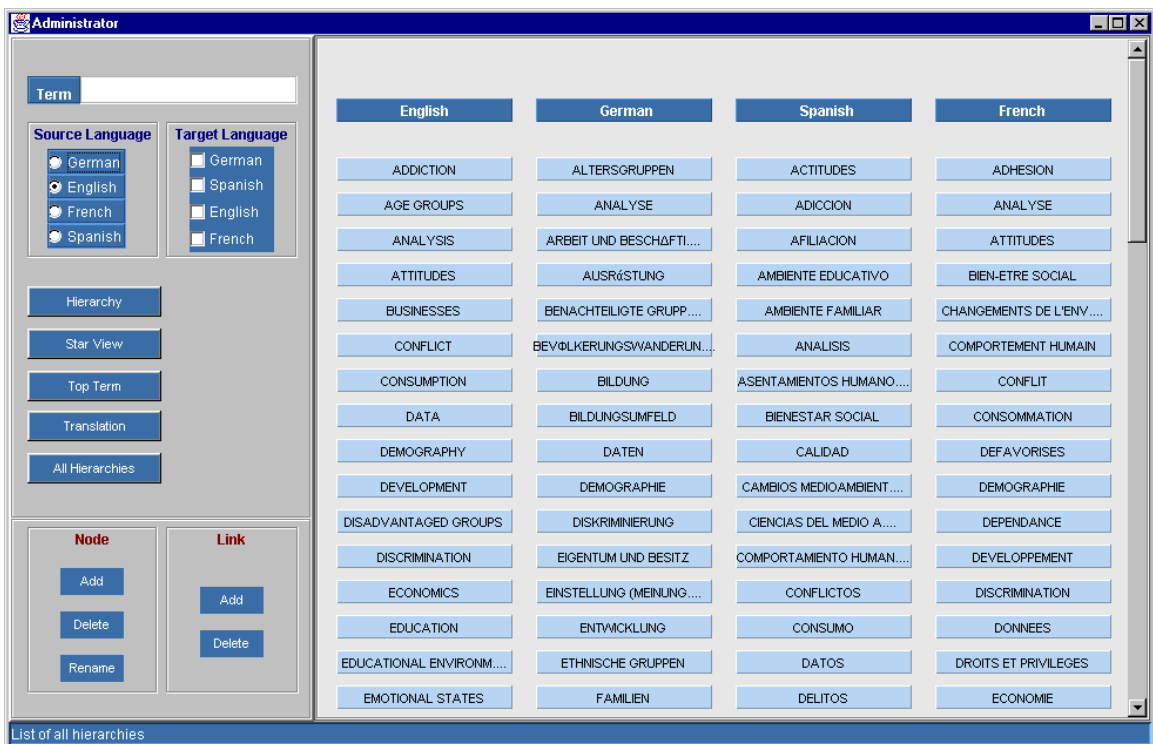 Administrator
Term
Source Language
German
English
French
Spanish
Target Language
German
Spanish
English
French
Hierarchy
Star View
Top Term
Translation
All Hierarchies
Node
Add
Delete
Rename
Link
Add
Delete
English German Spanish French
ADDICTION ALTERSGRUPPEN ACTITUDES ADHESION
AGE GROUPS ANALYSE ADICCION ANALYSE
ANALYSIS ARBEIT UND BESCHΔFTI.... AFILIACION ATTITUDES
ATTITUDES AUSRόSTUNG AMBIENTE EDUCATIVO BIEN-ETRE SOCIAL
BUSINESSES BENACHTEILIGTE GRUPP.... AMBIENTE FAMILIAR CHANGEMENTS DE L'ENV....
CONFLICT BEVΦLKERUNGSWANDERUN.... ANALISIS COMPORTEMENT HUMAIN
CONSUMPTION BILDUNG ASENTAMIENTOS HUMANO.... CONFLIT
DATA BILDUNGSUMFELD BIENESTAR SOCIAL CONSOMMATION
DEMOGRAPHY DATEN CALIDAD DEFAVORISES
DEVELOPMENT DEMOGRAPHIE CAMBIOS MEDIOAMBIENT.... DEMOGRAPHIE
DISADVANTAGED GROUPS DISKRIMINIERUNG CIENCIAS DEL MEDIO A.... DEPENDANCE
DISCRIMINATION EIGENTUM UND BESITZ COMPORTAMIENTO HUMAN.... DEVELOPPEMENT
ECONOMICS EINSTELLUNG (MEINUNG.... CONFLICTOS DISCRIMINATION
EDUCATION ENTWICKLUNG CONSUMO DONNEES
EDUCATIONAL ENVIRONM.... ETHNISCHE GRUPPEN DATOS DROITS ET PRIVILEGES
EMOTIONAL STATES FAMILIEN DELITOS ECONOMIE
List of all hierarchies